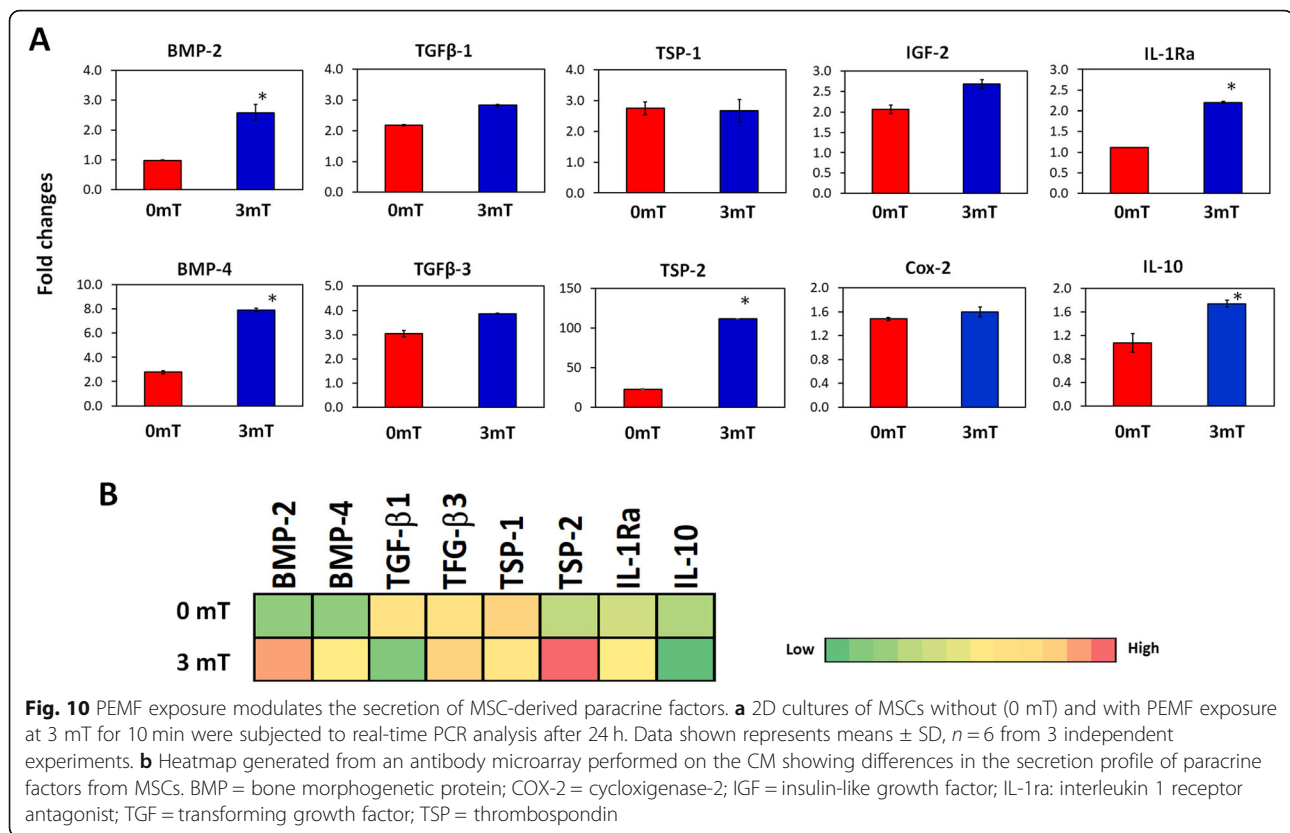 A
BMP-2
TGFβ-1
TSP-1
IGF-2
IL-1Ra
4.0
3.0
2.0
1.0
0.0
*
0mT
3mT
4.0
3.0
2.0
1.0
0.0
0mT
3mT
4.0
3.0
2.0
1.0
0.0
0mT
3mT
3.0
2.5
2.0
1.5
1.0
0.5
0.0
0mT
3mT
3.0
2.5
2.0
1.5
1.0
0.5
0.0
*
0mT
3mT
Fold changes
BMP-4
TGFβ-3
TSP-2
Cox-2
IL-10
10.0
8.0
6.0
4.0
2.0
0.0
*
0mT
3mT
5.0
4.0
3.0
2.0
1.0
0.0
0mT
3mT
150
100
50
0
*
0mT
3mT
2.0
1.6
1.2
0.8
0.4
0.0
0mT
3mT
2.0
1.6
1.2
0.8
0.4
0.0
*
0mT
3mT
B
BMP-2
BMP-4
TGF-β1
TFG-β3
TSP-1
TSP-2
IL-1Ra
IL-10
0 mT
3 mT
Low
High
Fig. 10 PEMF exposure modulates the secretion of MSC-derived paracrine factors. a 2D cultures of MSCs without (0 mT) and with PEMF exposure
at 3 mT for 10 min were subjected to real-time PCR analysis after 24 h. Data shown represents means ± SD, n = 6 from 3 independent
experiments. b Heatmap generated from an antibody microarray performed on the CM showing differences in the secretion profile of paracrine
factors from MSCs. BMP = bone morphogenetic protein; COX-2 = cycloxigenase-2; IGF = insulin-like growth factor; IL-1ra: interleukin 1 receptor
antagonist; TGF = transforming growth factor; TSP = thrombospondin